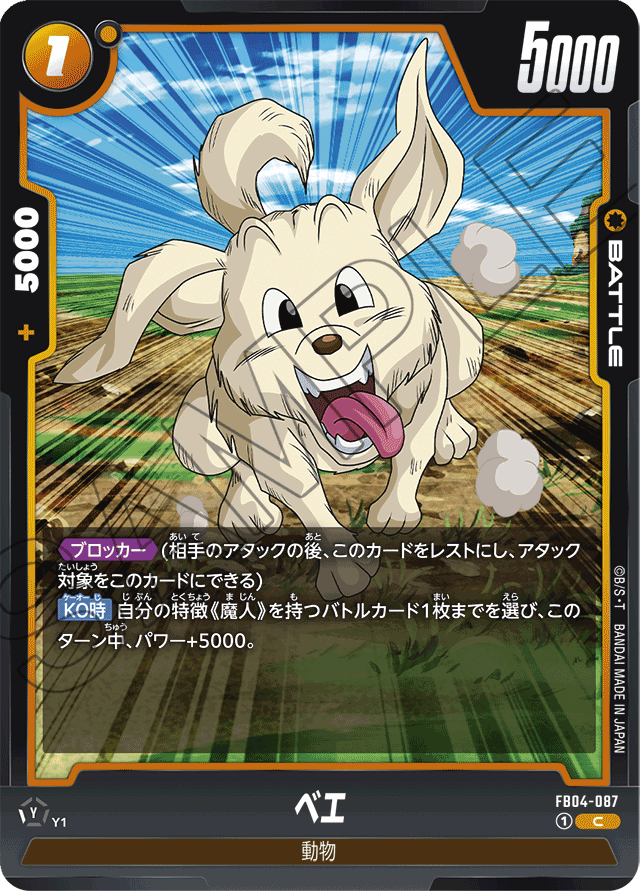 1
5000
+ 5000
BATTLE
SAMPLE
ブロッカー (相手のアタックの後、このカードをレストにし、アタック
対象をこのカードにできる)
KO時 自分の特徴《魔人》を持つバトルカード1枚までを選び、この
ターン中、パワー+5000。
©B/S・T BANDAI MADE IN JAPAN
Y Y1
ベエ
FB04-087
1 C
動物